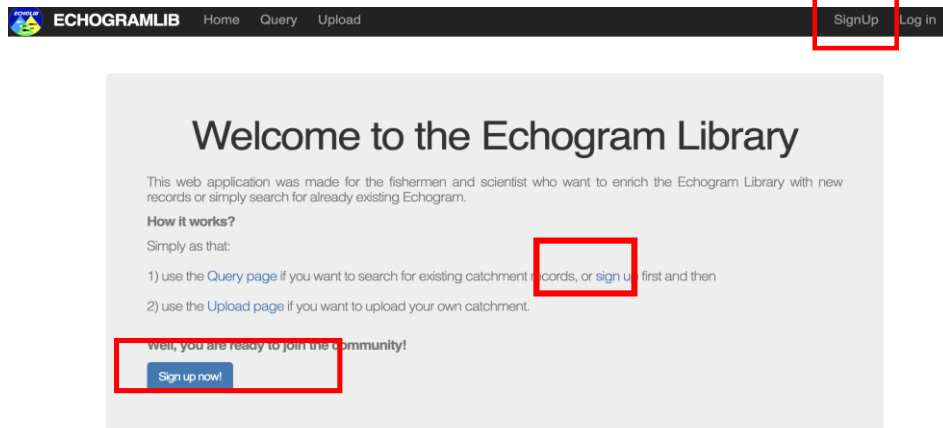 ECHOLIB
ECHOGRAMLIB Home Query Upload SignUp Log in
Welcome to the Echogram Library
This web application was made for the fishermen and scientist who want to enrich the Echogram Library with new
records or simply search for already existing Echogram.
How it works?
Simply as that:
1) use the Query page if you want to search for existing catchment records, or sign up first and then
2) use the Upload page if you want to upload your own catchment.
Well, you are ready to join the community!
Sign up now!